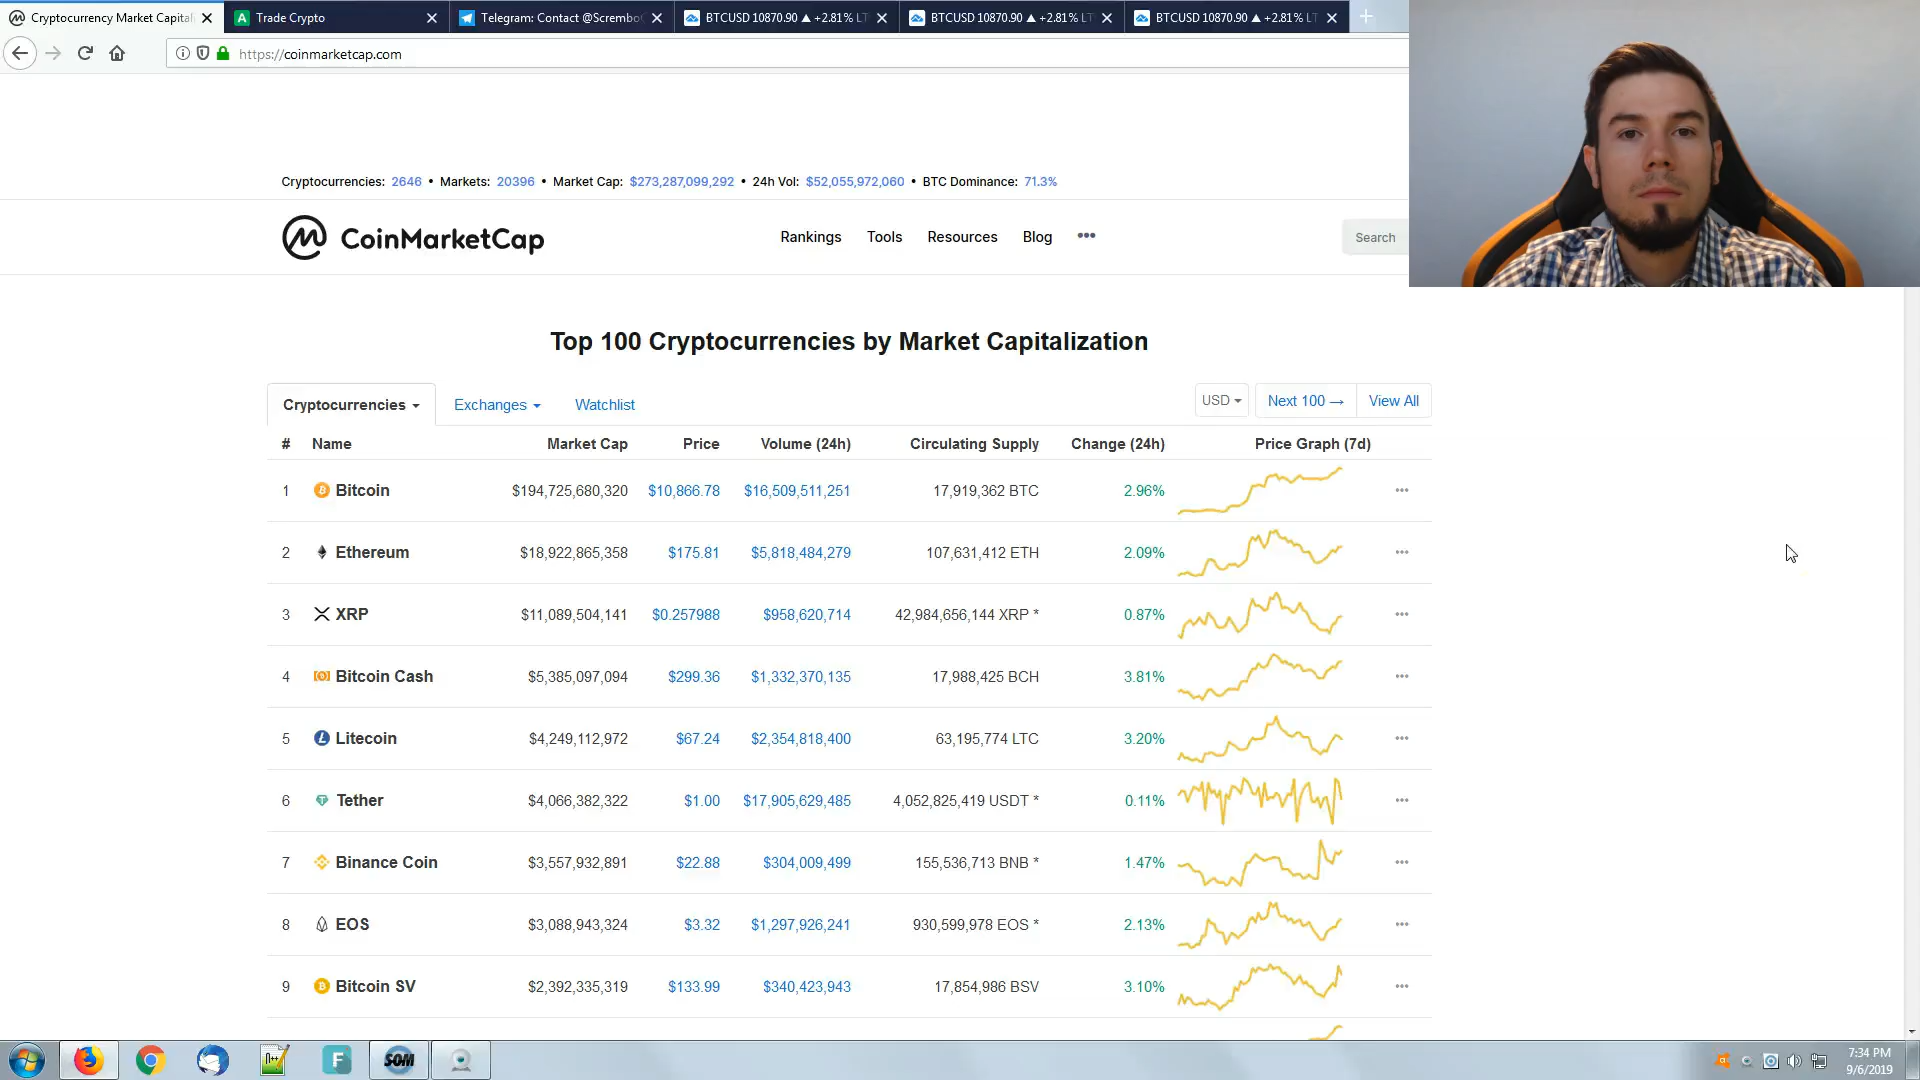 Cryptocurrency Market Capitali
Trade Crypto
Telegram: Contact @Scrembo
BTCUSD 10870.90 ▲ +2.81% LT
BTCUSD 10870.90 ▲ +2.81% LT
BTCUSD 10870.90 ▲ +2.81% LT
https://coinmarketcap.com
Cryptocurrencies: 2646 • Markets: 20396 • Market Cap: $273,287,099,292 • 24h Vol: $52,055,972,060 • BTC Dominance: 71.3%
CoinMarketCap
Rankings Tools Resources Blog •••
Search
Top 100 Cryptocurrencies by Market Capitalization
Cryptocurrencies Exchanges Watchlist USD Next 100 → View All
# Name Market Cap Price Volume (24h) Circulating Supply Change (24h) Price Graph (7d)
1 Bitcoin $194,725,680,320 $10,866.78 $16,509,511,251 17,919,362 BTC 2.96%
2 Ethereum $18,922,865,358 $175.81 $5,818,484,279 107,631,412 ETH 2.09%
3 XRP $11,089,504,141 $0.257988 $958,620,714 42,984,656,144 XRP * 0.87%
4 Bitcoin Cash $5,385,097,094 $299.36 $1,332,370,135 17,988,425 BCH 3.81%
5 Litecoin $4,249,112,972 $67.24 $2,354,818,400 63,195,774 LTC 3.20%
6 Tether $4,066,382,322 $1.00 $17,905,629,485 4,052,825,419 USDT * 0.11%
7 Binance Coin $3,557,932,891 $22.88 $304,009,499 155,536,713 BNB * 1.47%
8 EOS $3,088,943,324 $3.32 $1,297,926,241 930,599,978 EOS * 2.13%
9 Bitcoin SV $2,392,335,319 $133.99 $340,423,943 17,854,986 BSV 3.10%
F
SOM
7:34 PM
9/6/2019